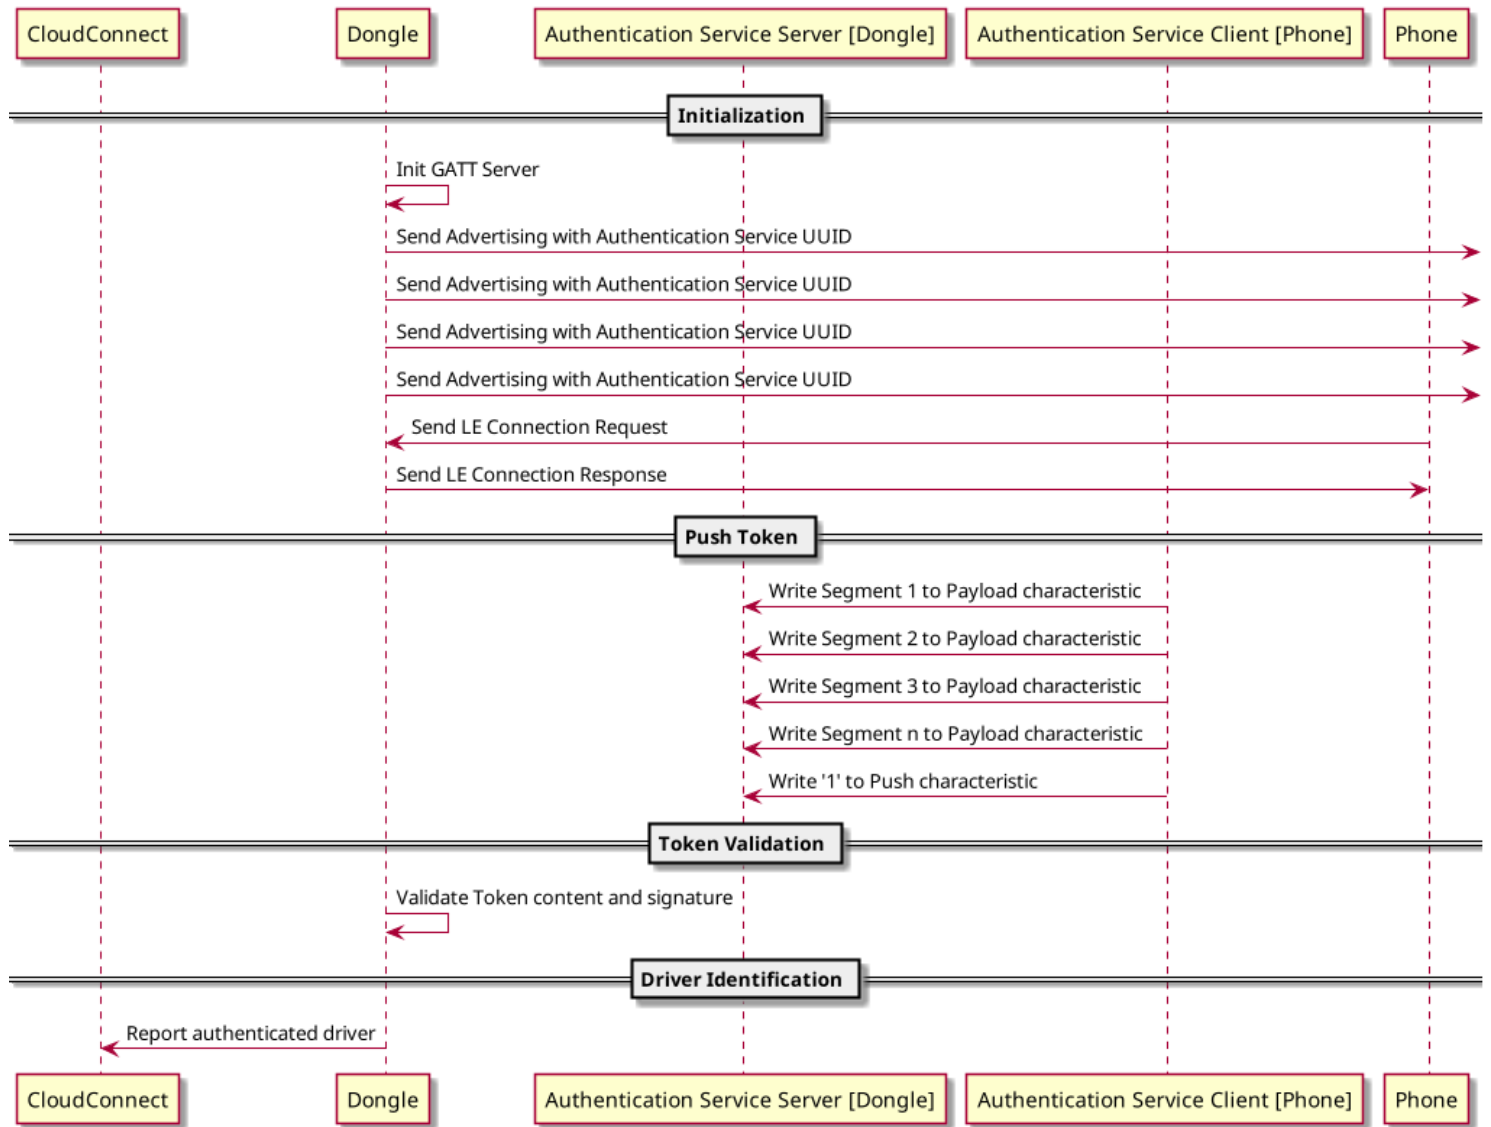 CloudConnect
Dongle
Authentication Service Server [Dongle]
Authentication Service Client [Phone]
Phone
Initialization
Init GATT Server
Send Advertising with Authentication Service UUID
Send Advertising with Authentication Service UUID
Send Advertising with Authentication Service UUID
Send Advertising with Authentication Service UUID
Send LE Connection Request
Send LE Connection Response
Push Token
Write Segment 1 to Payload characteristic
Write Segment 2 to Payload characteristic
Write Segment 3 to Payload characteristic
Write Segment n to Payload characteristic
Write '1' to Push characteristic
Token Validation
Validate Token content and signature
Driver Identification
Report authenticated driver
CloudConnect
Dongle
Authentication Service Server [Dongle]
Authentication Service Client [Phone]
Phone